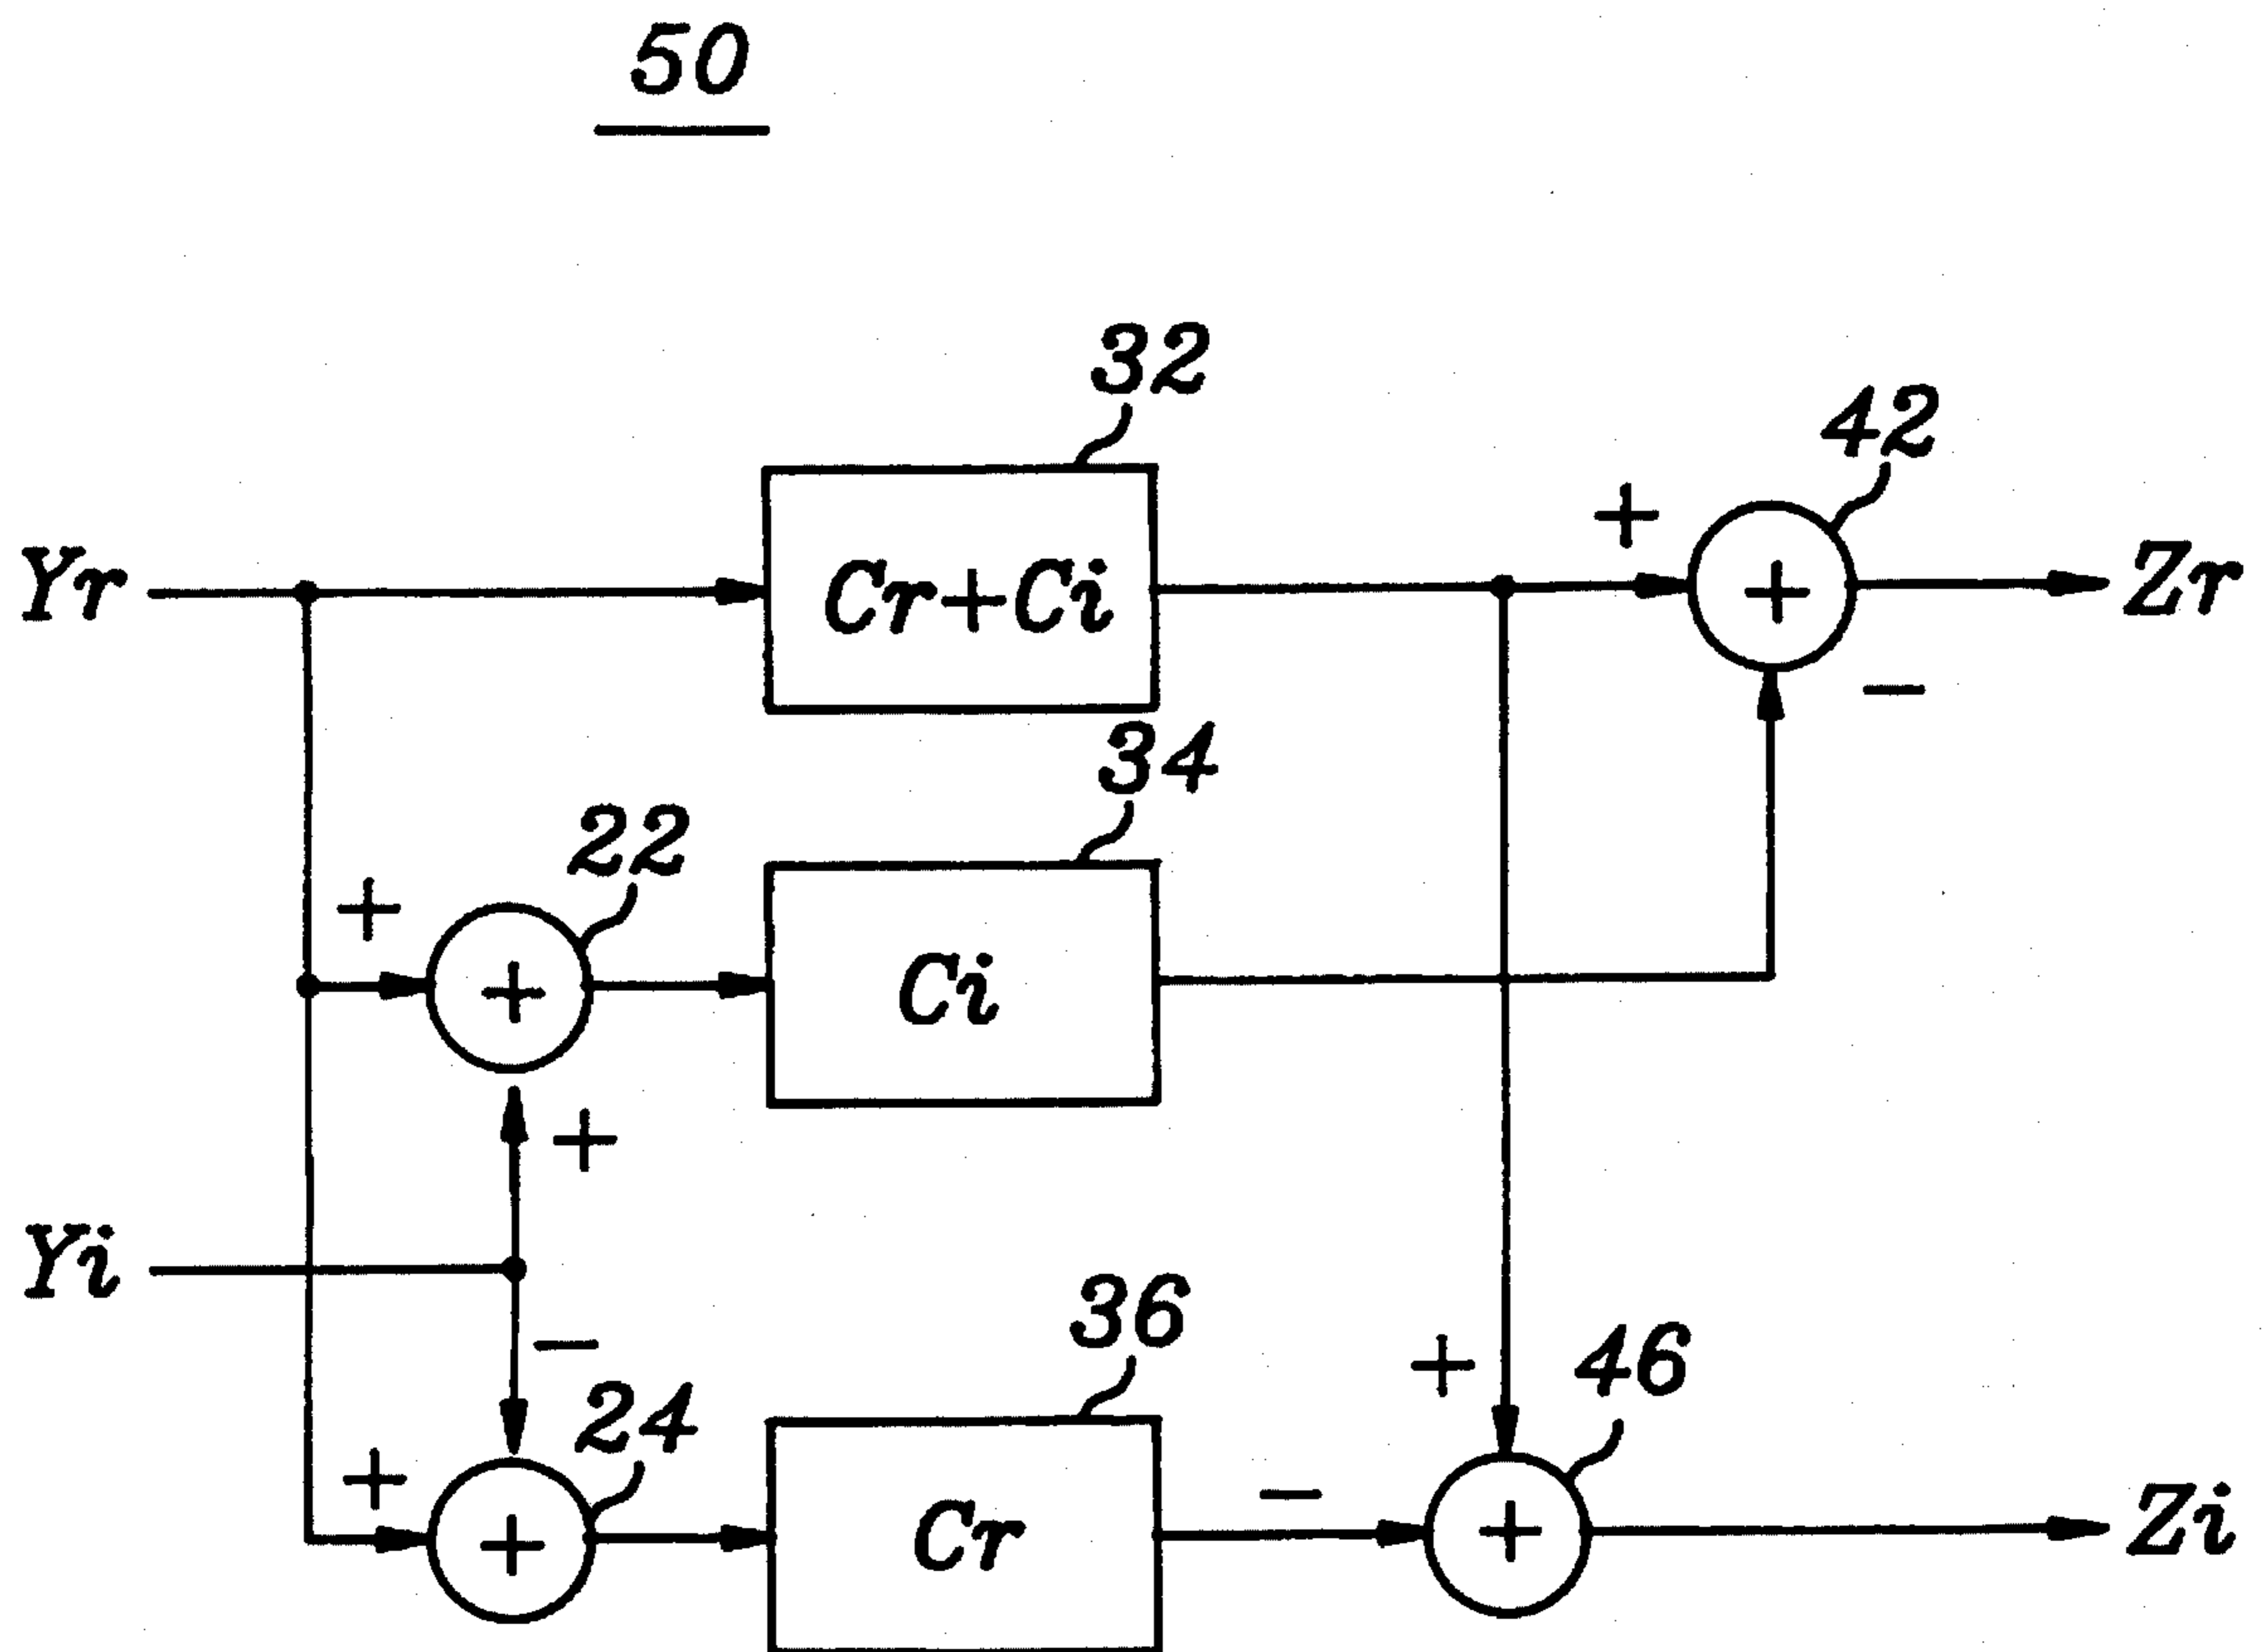 50
32
42
+
Yr
Cr+Ci
+
Zr
−
34
22
+
+
Ci
+
Yi
−
36
+
46
24
+
−
+
Cr
+
Zi